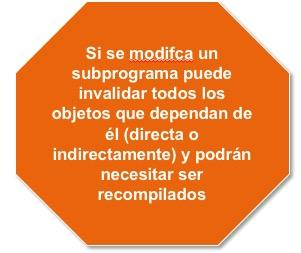 Si se modifca un
subprograma puede
invalidar todos los
objetos que dependan de
él (directa o
indirectamente) y podrán
necesitar ser
recompilados